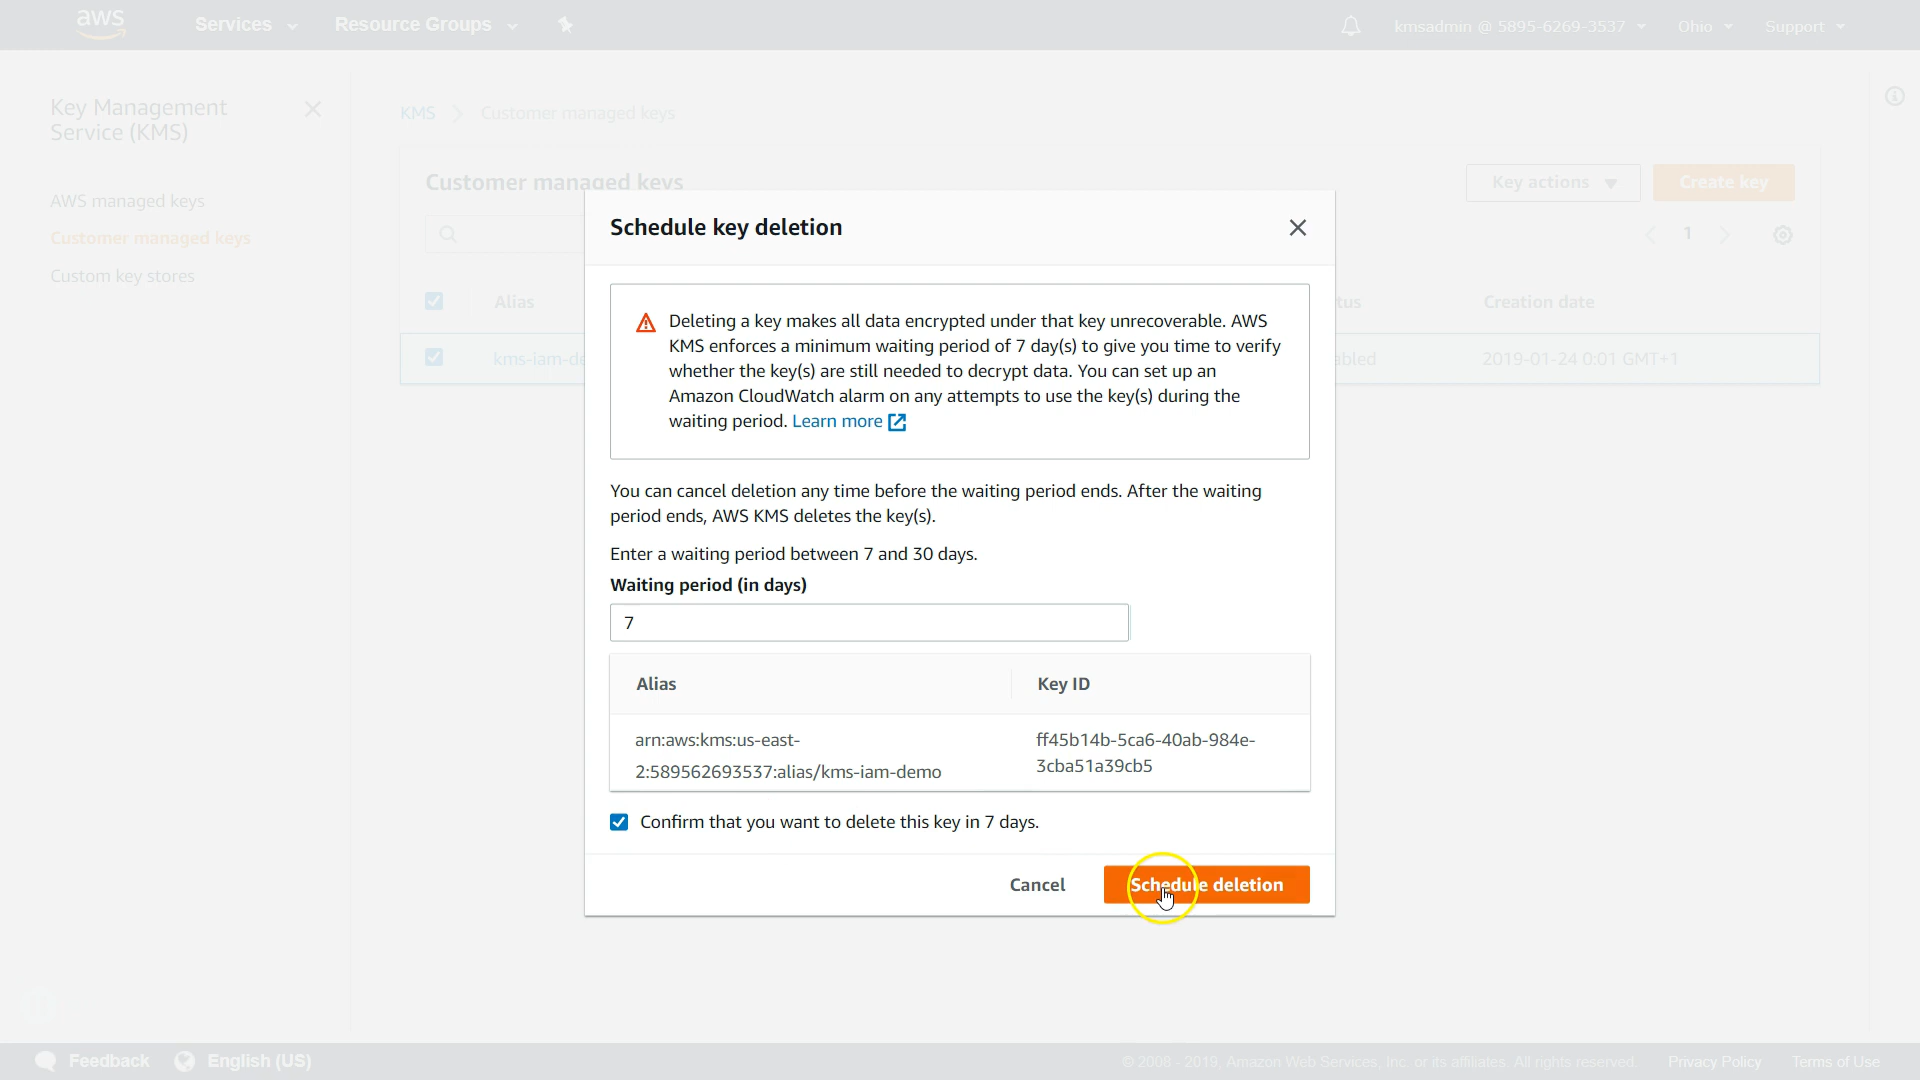 aws
Services
Resource Groups
kmsadmin @ 5895-6269-3537
Ohio
Support
Key Management
Service (KMS)
AWS managed keys
Customer managed keys
Custom key stores
KMS
Customer managed keys
Customer managed keys
Key actions
Create key
1
Alias
tus
Creation date
kms-iam-de
abled
2019-01-24 0:01 GMT+1
Schedule key deletion
Deleting a key makes all data encrypted under that key unrecoverable. AWS
KMS enforces a minimum waiting period of 7 day(s) to give you time to verify
whether the key(s) are still needed to decrypt data. You can set up an
Amazon CloudWatch alarm on any attempts to use the key(s) during the
waiting period. Learn more
You can cancel deletion any time before the waiting period ends. After the waiting
period ends, AWS KMS deletes the key(s).
Enter a waiting period between 7 and 30 days.
Waiting period (in days)
7
Alias
Key ID
arn:aws:kms:us-east-
2:589562693537:alias/kms-iam-demo
ff45b14b-5ca6-40ab-984e-
3cba51a39cb5
Confirm that you want to delete this key in 7 days.
Cancel
Schedule deletion
Feedback
English (US)
© 2008 - 2019, Amazon Web Services, Inc. or its affiliates. All rights reserved.
Privacy Policy
Terms of Use